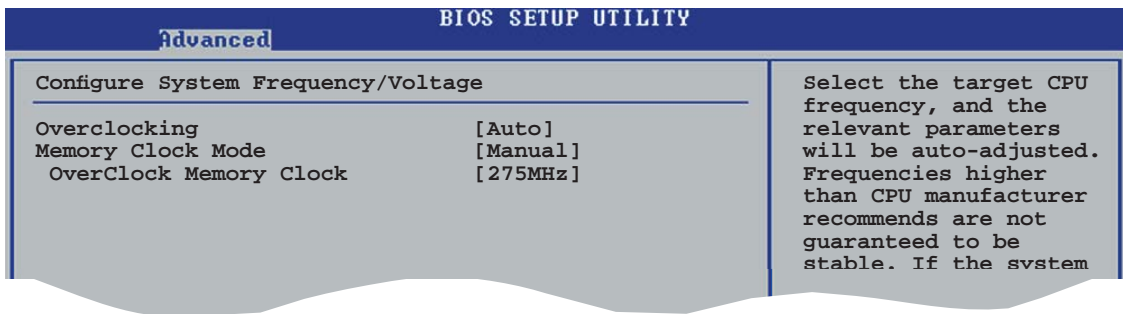 BIOS SETUP UTILITY
Advanced
Configure System Frequency/Voltage
Overclocking [Auto]
Memory Clock Mode [Manual]
OverClock Memory Clock [275MHz]
Select the target CPU
frequency, and the
relevant parameters
will be auto-adjusted.
Frequencies higher
than CPU manufacturer
recommends are not
guaranteed to be
stable. If the system